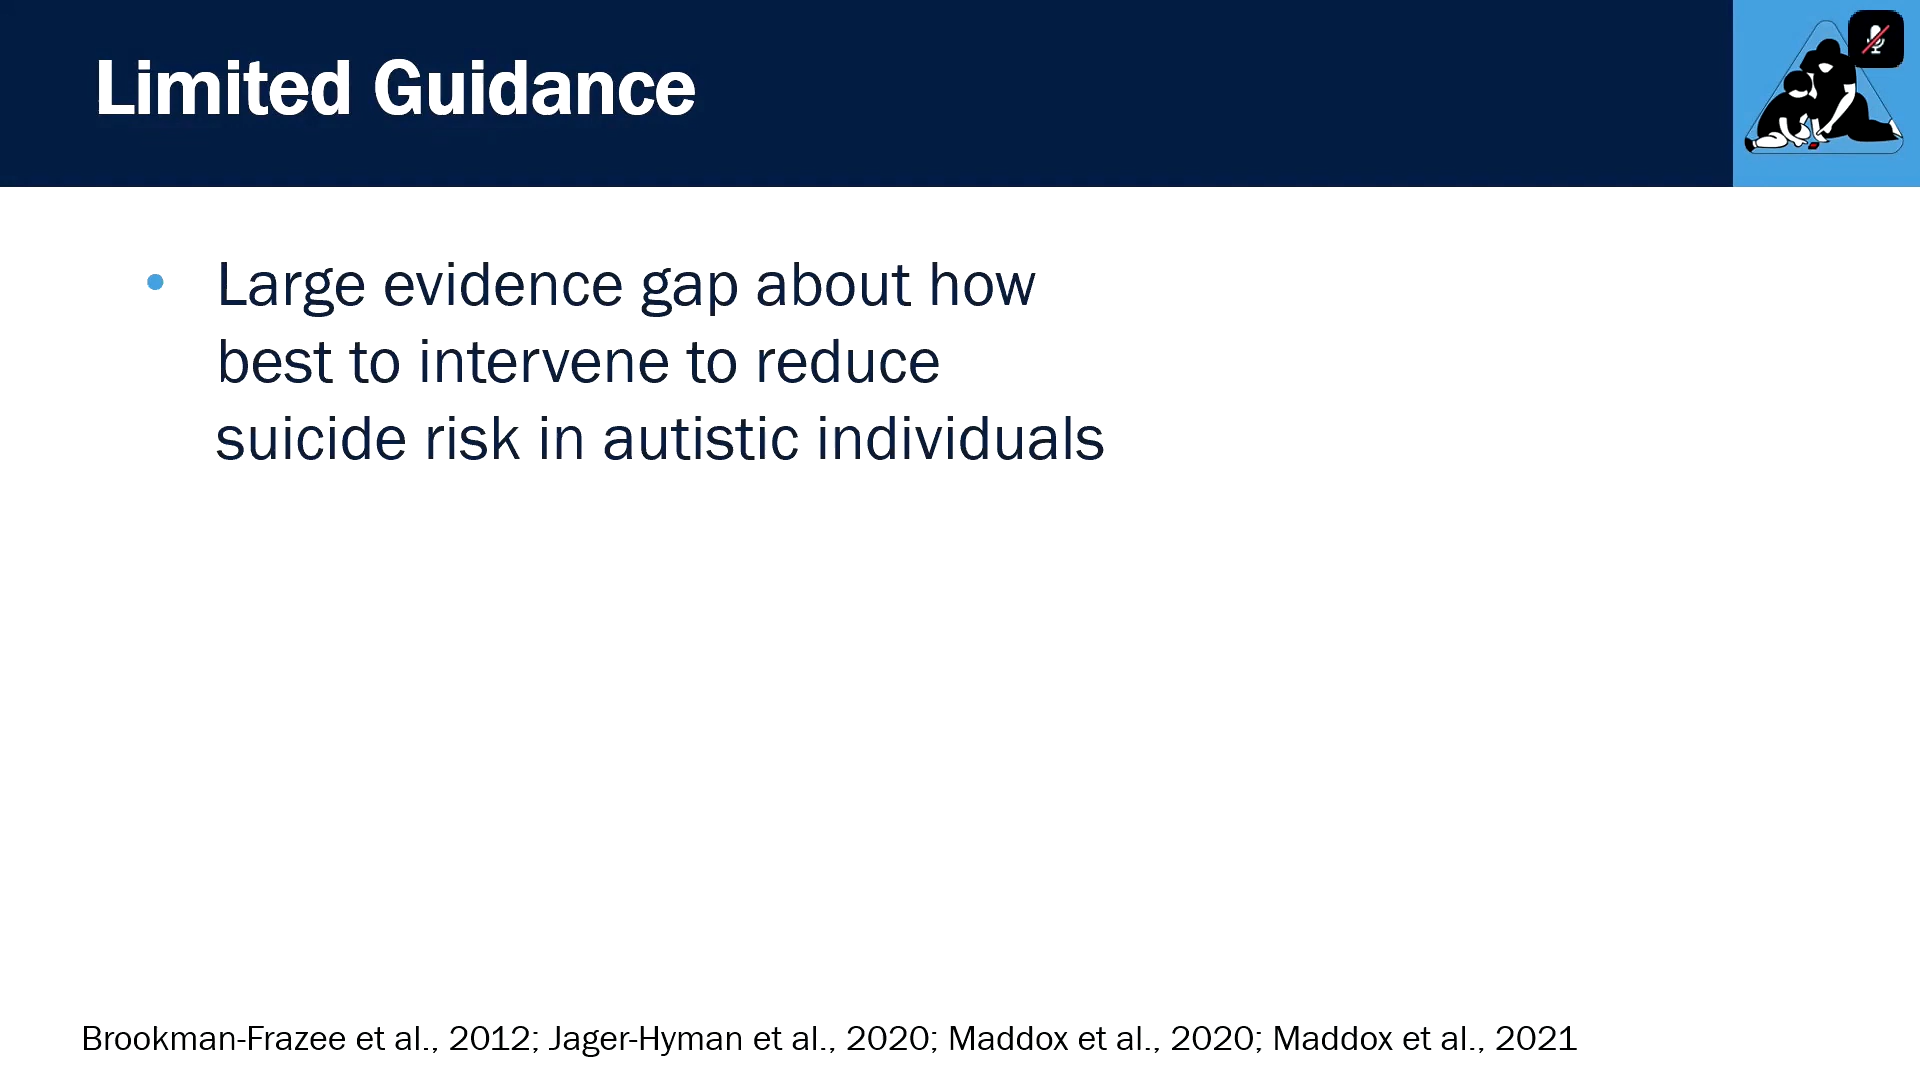 Limited Guidance
• Large evidence gap about how
best to intervene to reduce
suicide risk in autistic individuals
Brookman-Frazee et al., 2012; Jager-Hyman et al., 2020; Maddox et al., 2020; Maddox et al., 2021